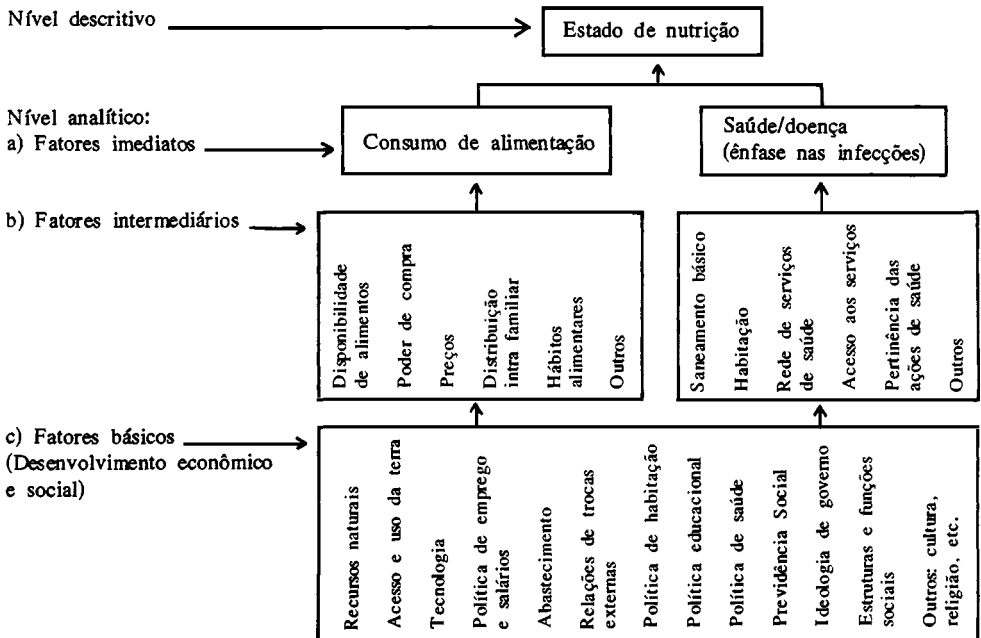 Nível descritivo
Estado de nutrição
Nível analítico:
a) Fatores imediatos
Consumo de alimentação
Saúde/doença
(ênfase nas infecções)
b) Fatores intermediários
Disponibilidade
de alimentos
Poder de compra
Preços
Distribuição
intra familiar
Hábitos
alimentares
Outros
Saneamento básico
Habitação
Rede de serviços
de saúde
Acesso aos serviços
Pertinência das
ações de saúde
Outros
c) Fatores básicos
(Desenvolvimento econômico
e social)
Recursos naturais
Acesso e uso da terra
Tecnologia
Política de emprego
e salários
Abastecimento
Relações de trocas
externas
Política de habitação
Política educacional
Política de saúde
Previdência Social
Ideologia de governo
Estruturas e funções
sociais
Outros: cultura,
religião, etc.